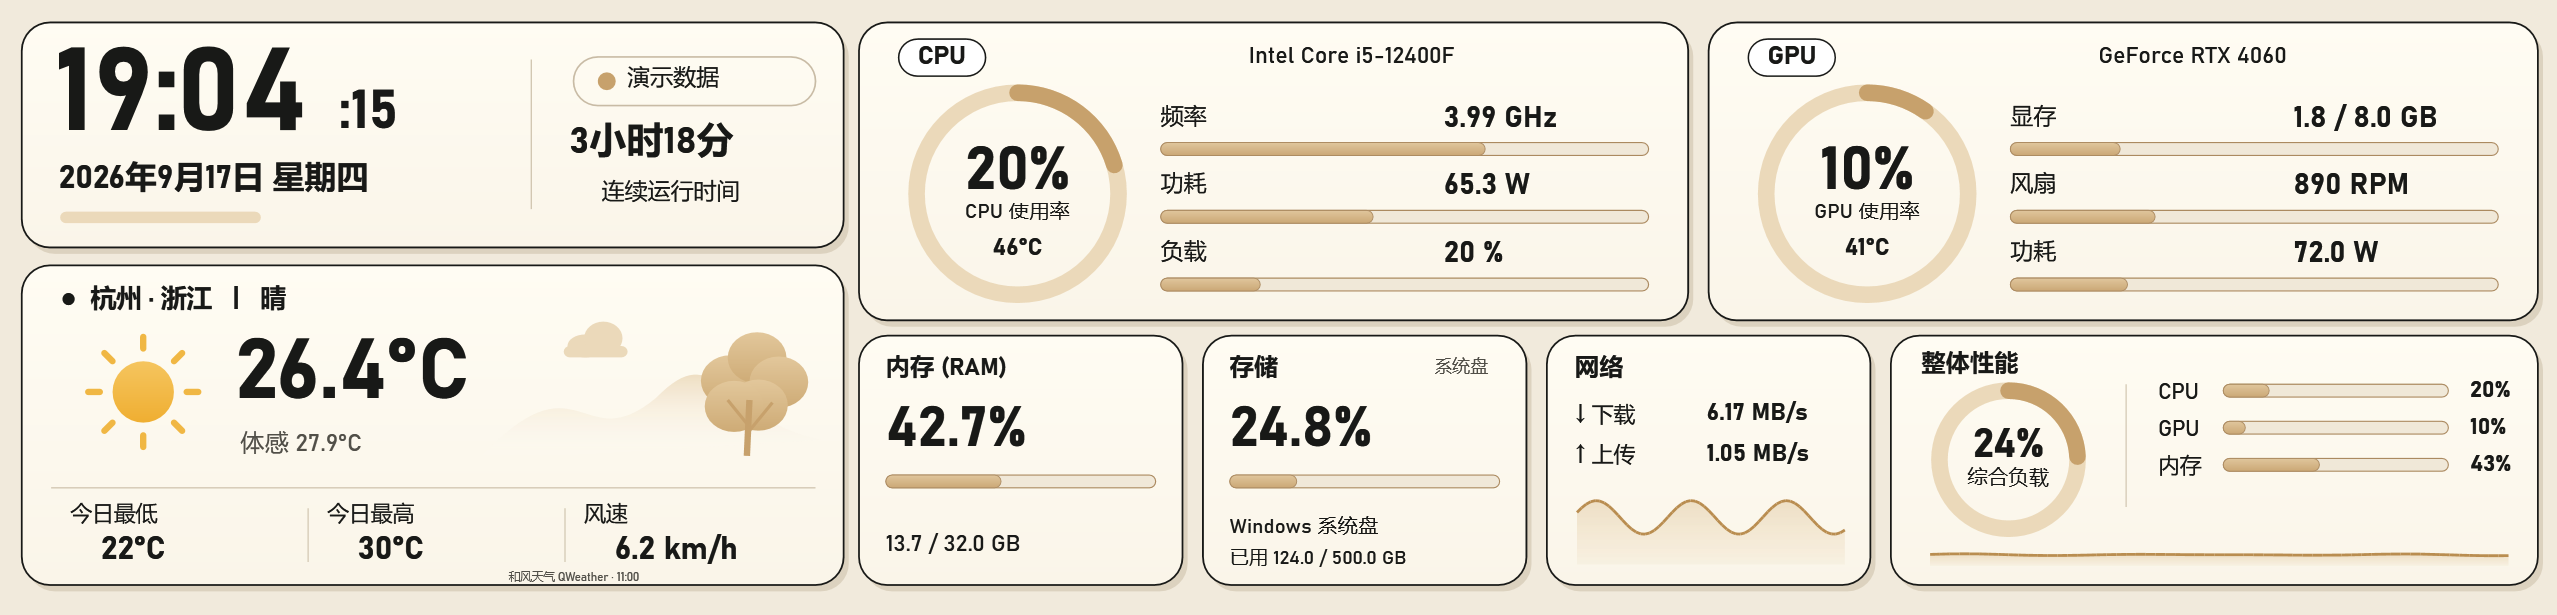 19:04 :15
2026年9月17日 星期四
演示数据
3小时18分
连续运行时间
杭州 · 浙江 | 晴
26.4°C
体感 27.9°C
今日最低
22°C
今日最高
30°C
风速
6.2 km/h
和风天气 QWeather · 11:00
CPU
Intel Core i5-12400F
20%
CPU 使用率
46°C
频率 3.99 GHz
功耗 65.3 W
负载 20 %
GPU
GeForce RTX 4060
10%
GPU 使用率
41°C
显存 1.8 / 8.0 GB
风扇 890 RPM
功耗 72.0 W
内存 (RAM)
42.7%
13.7 / 32.0 GB
存储 系统盘
24.8%
Windows 系统盘
已用 124.0 / 500.0 GB
网络
↓ 下载 6.17 MB/s
↑ 上传 1.05 MB/s
整体性能
24%
综合负载
CPU 20%
GPU 10%
内存 43%